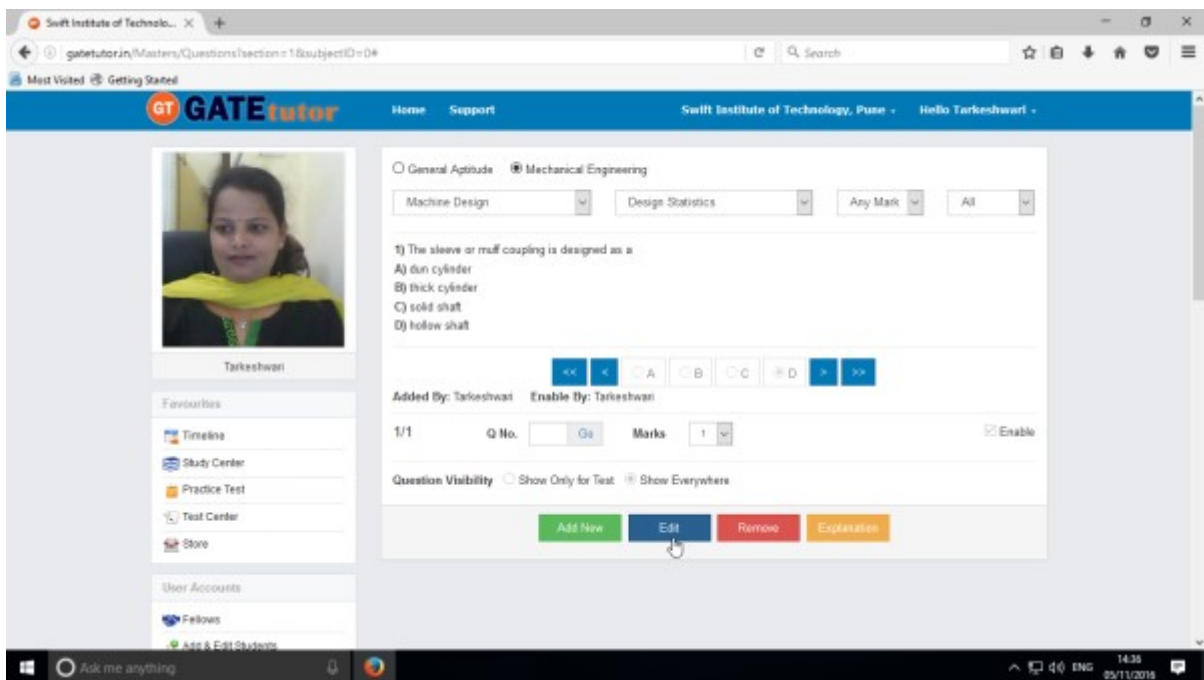 Swift Institute of Technolo...
gatetutor.in/Masters/Questions?section=1&subjectID=0#
Search
Most Visited Getting Started
GT GATEtutor Home Support Swift Institute of Technology, Pune Hello Tarkeshwari
General Aptitude Mechanical Engineering
Machine Design Design Statistics Any Mark All
1) The sleeve or muff coupling is designed as a
A) dun cylinder
B) thick cylinder
C) solid shaft
D) hollow shaft
<< < A B C D > >>
Added By: Tarkeshwari Enable By: Tarkeshwari
1/1 Q No. Go Marks 1 Enable
Question Visibility Show Only for Test Show Everywhere
Add New Edit Remove Explanation
Tarkeshwari
Favourites
Timeline
Study Center
Practice Test
Test Center
Store
User Accounts
Fellows
Add & Edit Students
Ask me anything
ENG
14:35
05/11/2016